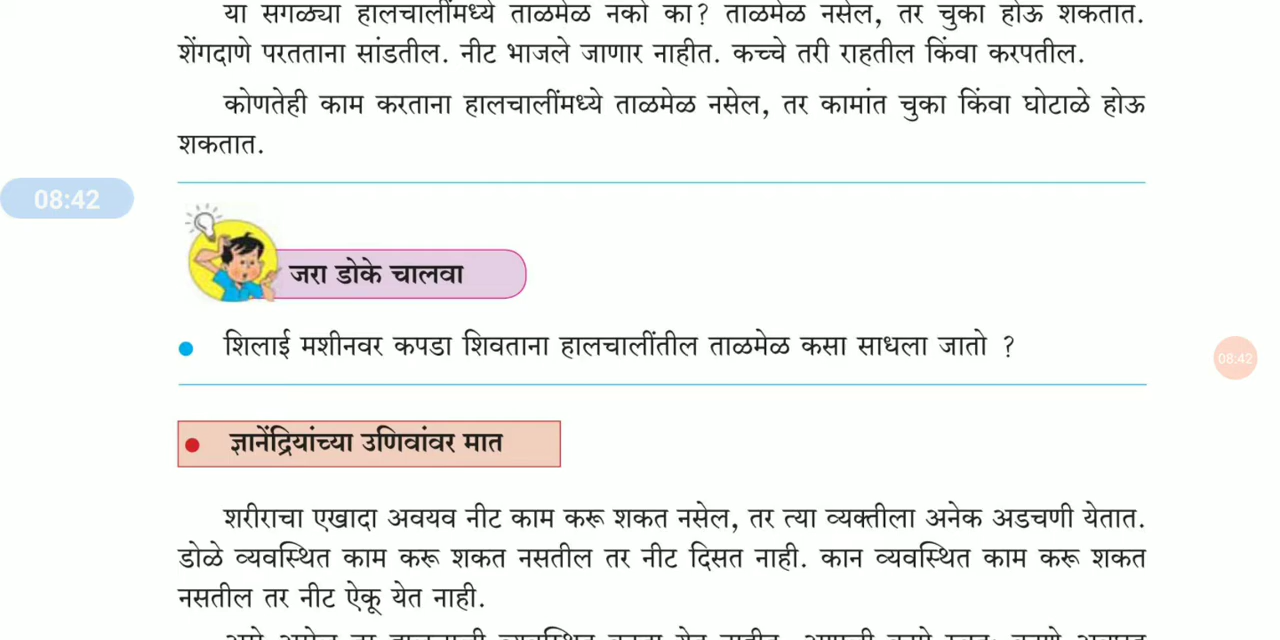 या सगळ्या हालचालींमध्ये ताळमेळ नको का? ताळमेळ नसेल, तर चुका होऊ शकतात.
शेंगदाणे परतताना सांडतील. नीट भाजले जाणार नाहीत. कच्चे तरी राहतील किंवा करपतील.
कोणतेही काम करताना हालचालींमध्ये ताळमेळ नसेल, तर कामांत चुका किंवा घोटाळे होऊ
शकतात.
08:42
जरा डोके चालवा
• शिलाई मशीनवर कपडा शिवताना हालचालींतील ताळमेळ कसा साधला जातो ?
08:42
• ज्ञानेंद्रियांच्या उणिवांवर मात
शरीराचा एखादा अवयव नीट काम करू शकत नसेल, तर त्या व्यक्तीला अनेक अडचणी येतात.
डोळे व्यवस्थित काम करू शकत नसतील तर नीट दिसत नाही. कान व्यवस्थित काम करू शकत
नसतील तर नीट ऐकू येत नाही.